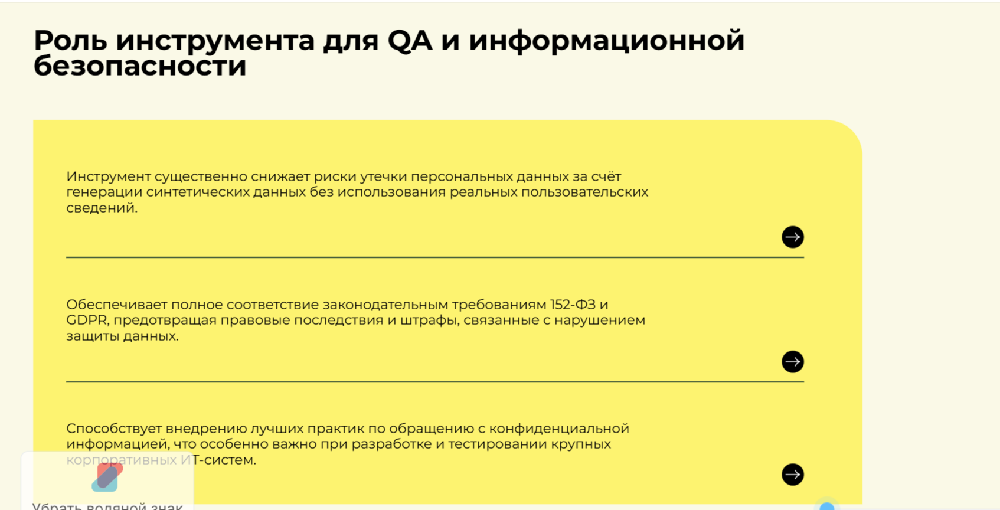 Роль инструмента для QA и информационной
безопасности
Инструмент существенно снижает риски утечки персональных данных за счёт
генерации синтетических данных без использования реальных пользовательских
сведений.
Обеспечивает полное соответствие законодательным требованиям 152-ФЗ и
GDPR, предотвращая правовые последствия и штрафы, связанные с нарушением
защиты данных.
Способствует внедрению лучших практик по обращению с конфиденциальной
информацией, что особенно важно при разработке и тестировании крупных
корпоративных ИТ-систем.
Убрать водяной знак